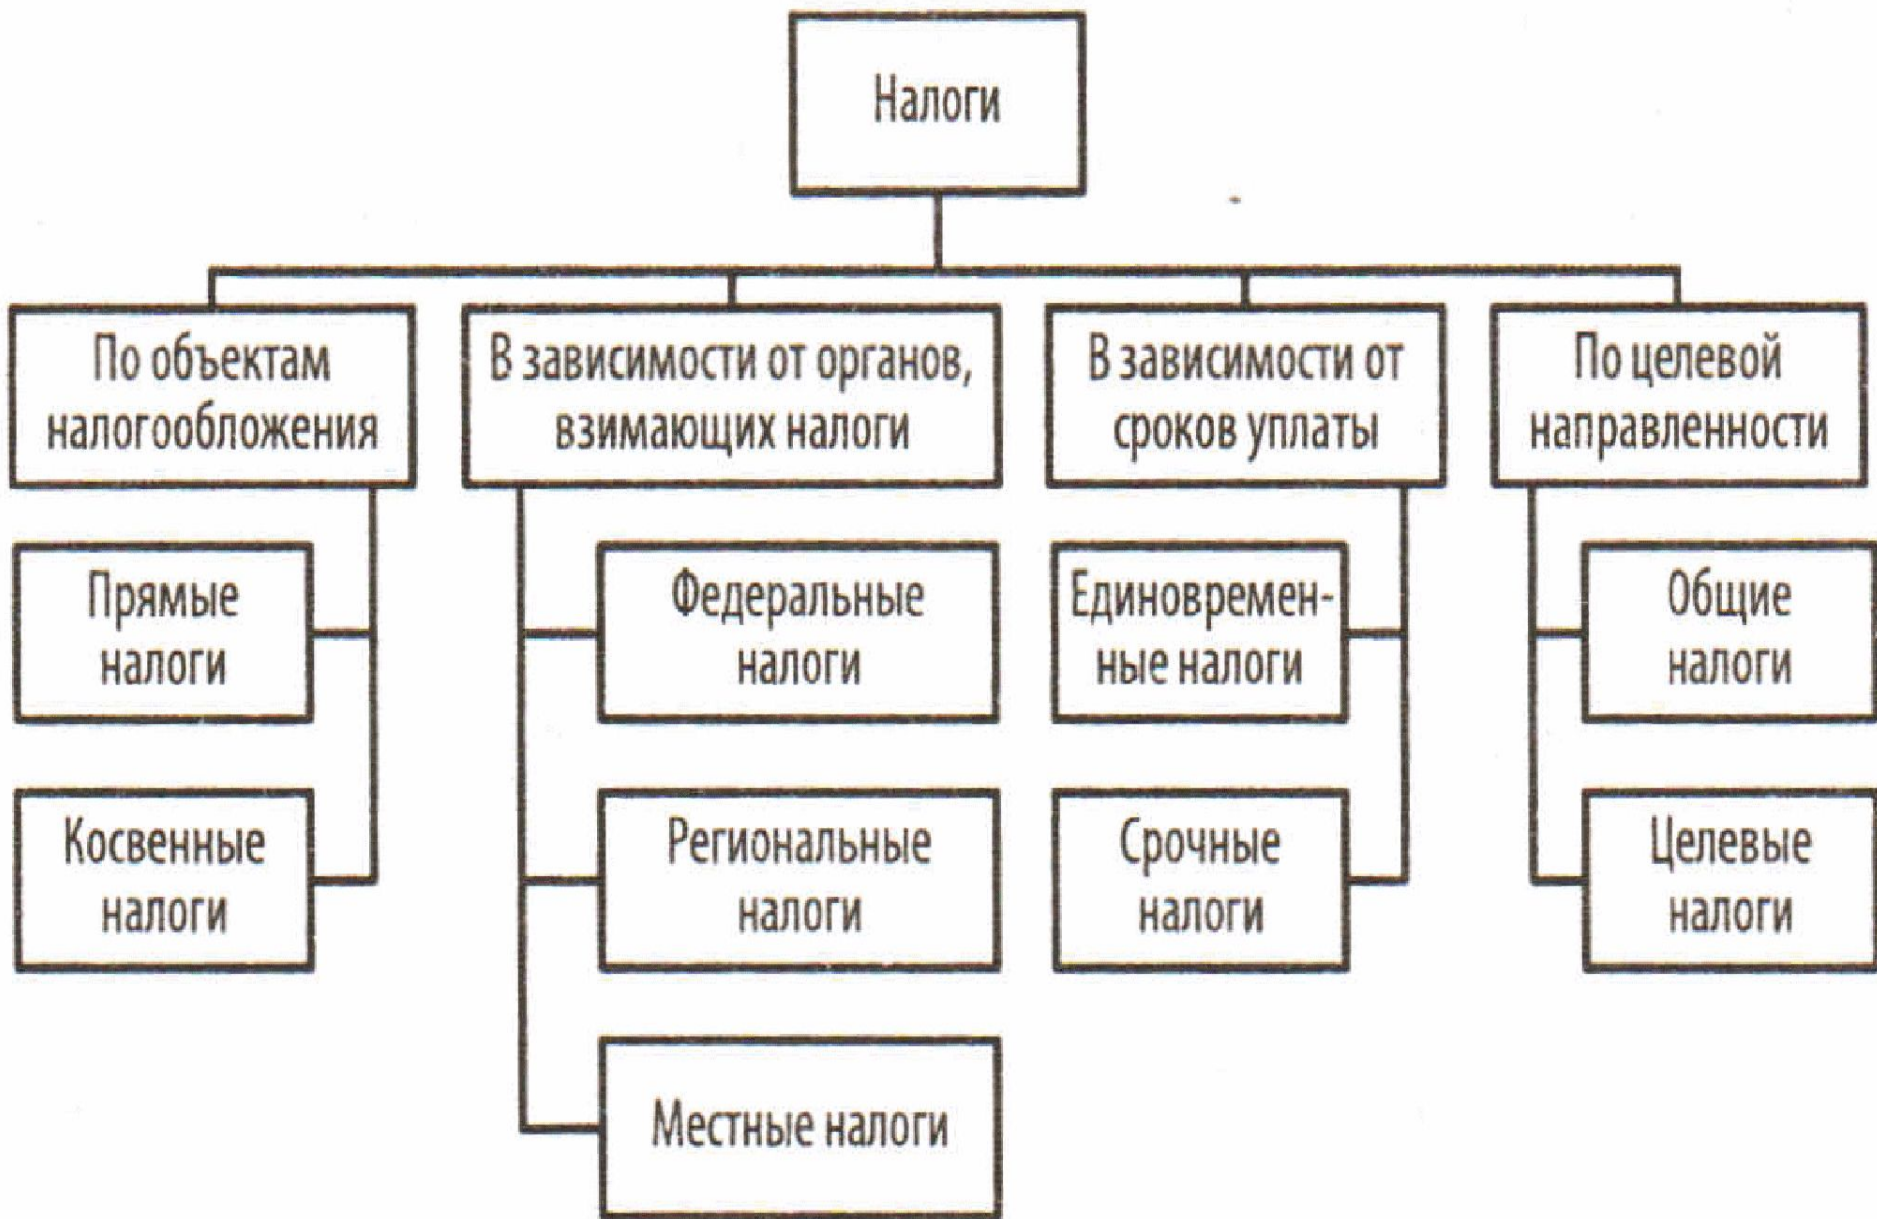 Налоги
По объектам
налогообложения
В зависимости от органов,
взимающих налоги
В зависимости от
сроков уплаты
По целевой
направленности
Прямые
налоги
Федеральные
налоги
Единовремен-
ные налоги
Общие
налоги
Косвенные
налоги
Региональные
налоги
Срочные
налоги
Целевые
налоги
Местные налоги